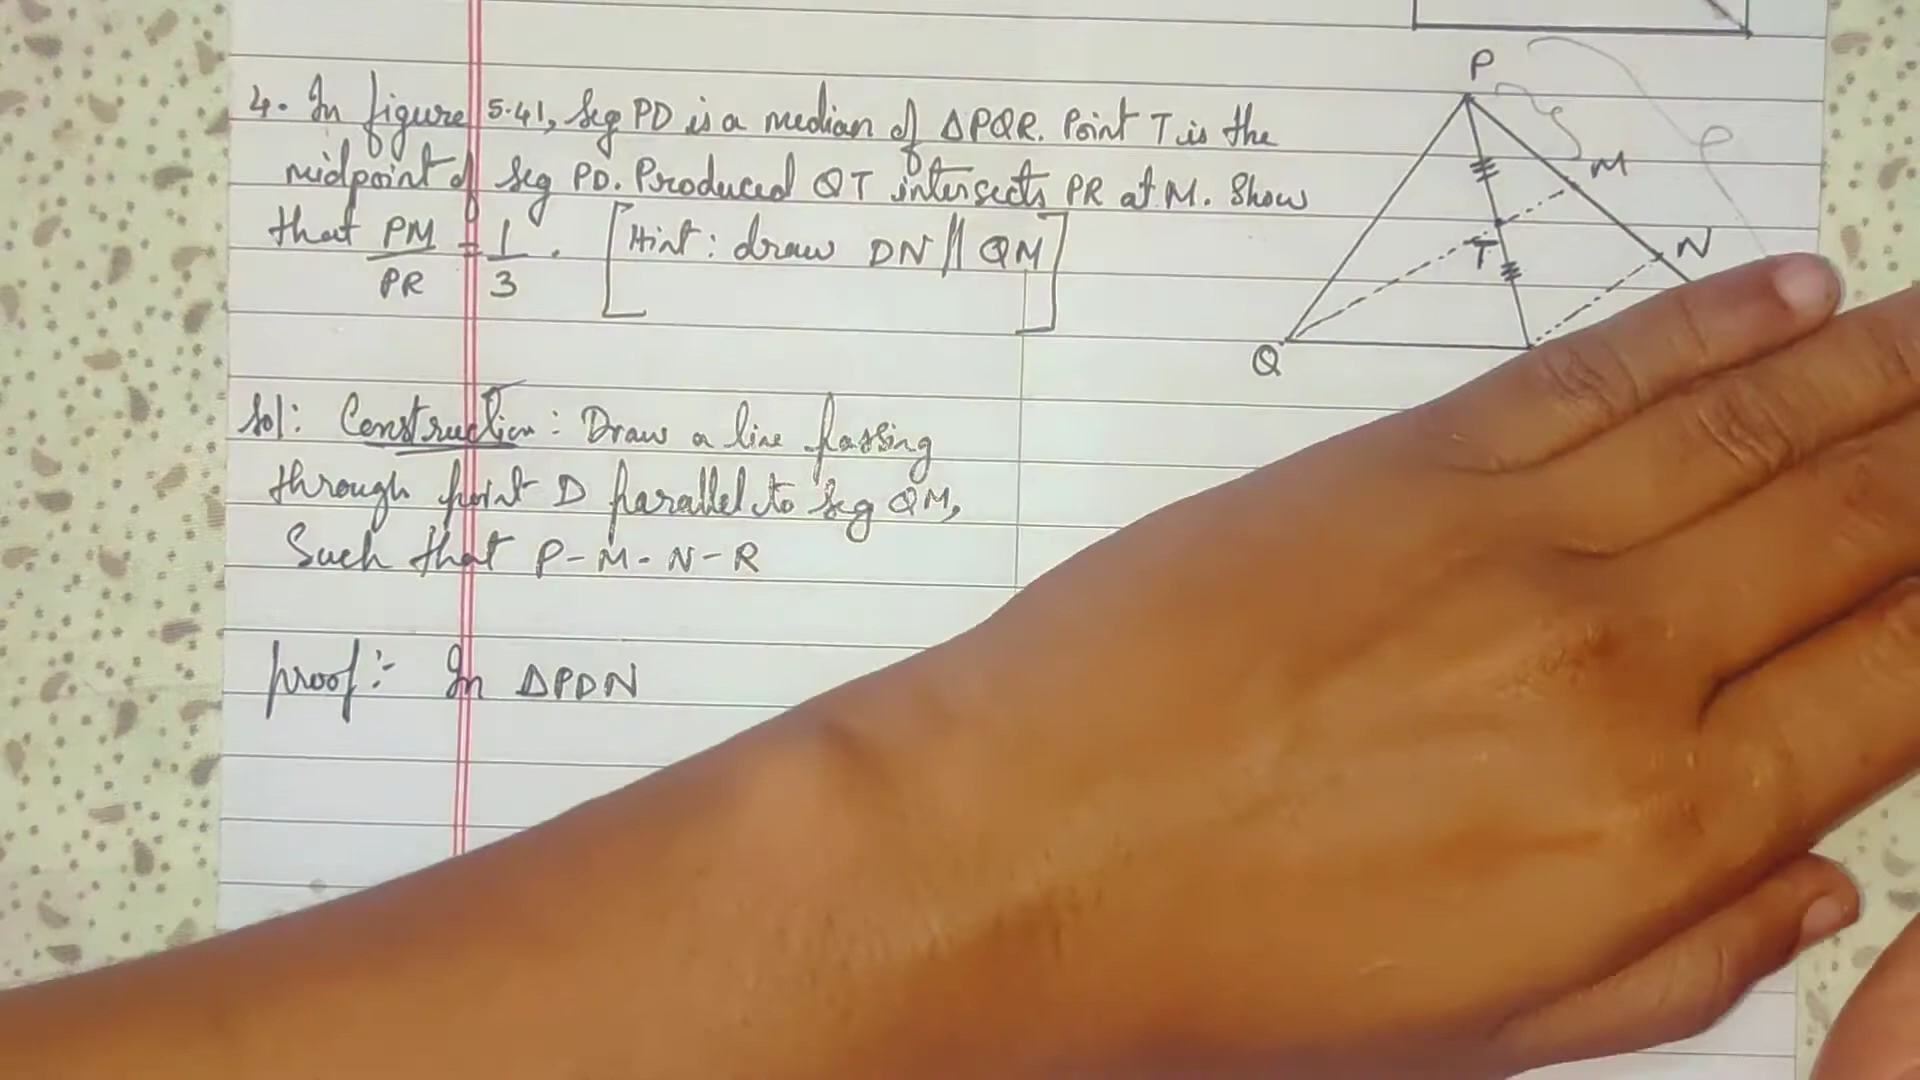 4. In figure 5.41, seg PD is a median of ΔPQR. Point T is the
midpoint of seg PD. Produced QT intersects PR at M. Show
that PM/PR = 1/3. [Hint: draw DN || QM]
P
M
T
N
Q
Sol: Construction: Draw a line passing
through point D parallel to seg QM,
Such that P-M-N-R
proof:- In ΔPDN